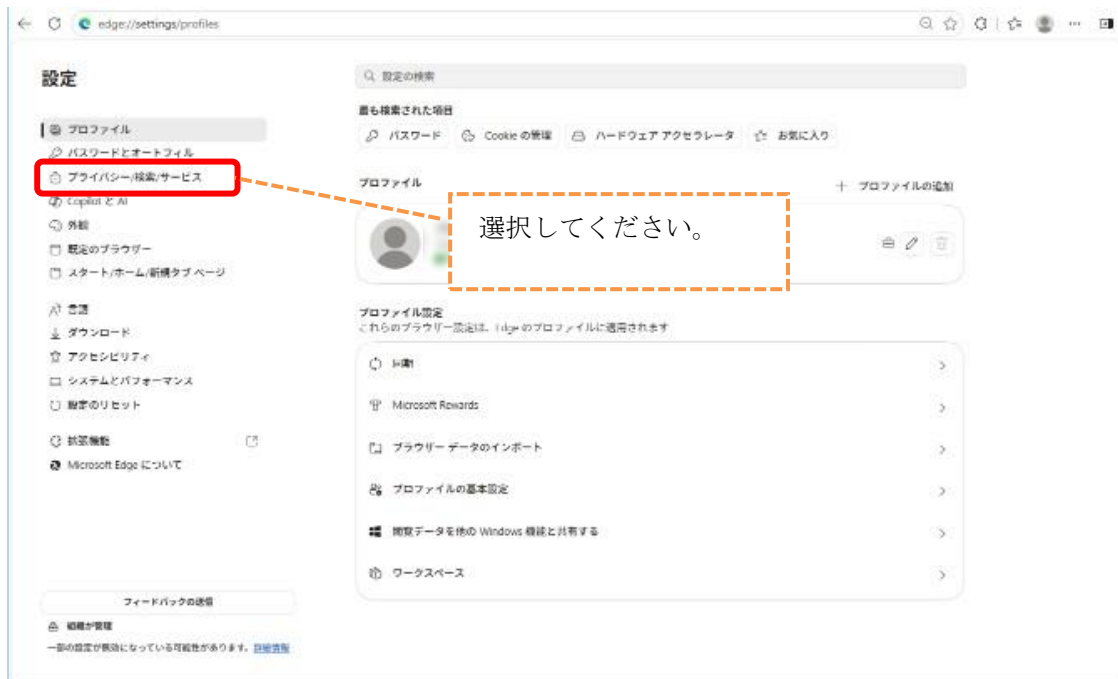 edge://settings/profiles
設定
設定の検索
最も検索された項目
パスワード Cookie の管理 ハードウェア アクセラレータ お気に入り
プロファイル
パスワードとオートフィル
プライバシー/検索/サービス
Copilot と AI
外観
既定のブラウザー
スタート/ホーム/新規タブ ページ
言語
ダウンロード
アクセシビリティ
システムとパフォーマンス
設定のリセット
拡張機能
Microsoft Edge について
フィードバックの送信
組織が管理
一部の設定が無効になっている可能性があります。詳細情報
プロファイル
プロファイルの追加
選択してください。
プロファイル設定
これらのブラウザー設定は、Edge のプロファイルに適用されます
同期
Microsoft Rewards
ブラウザー データのインポート
プロファイルの基本設定
閲覧データを他の Windows 機能と共有する
ワークスペース